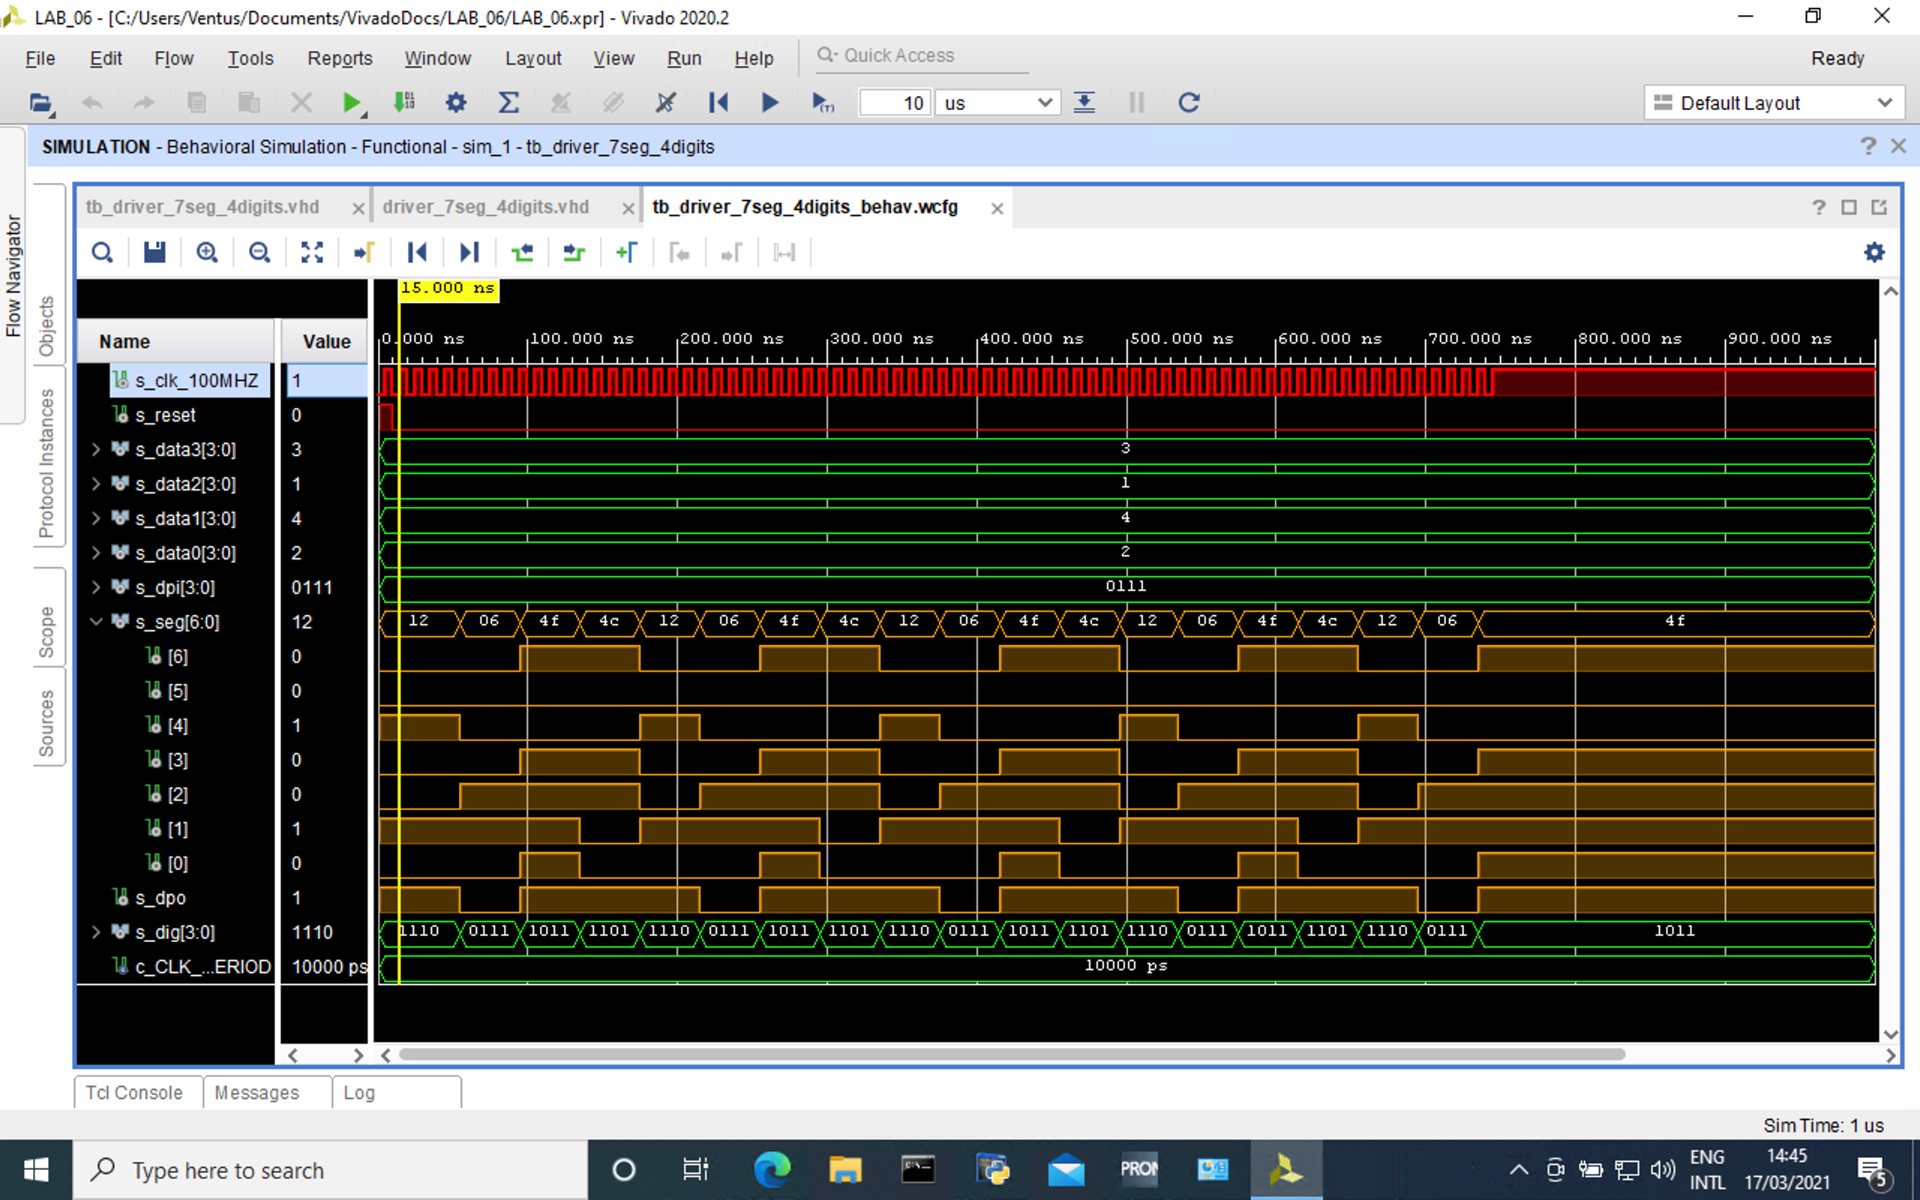 LAB_06 - [C:/Users/Ventus/Documents/VivadoDocs/LAB_06/LAB_06.xpr] - Vivado 2020.2
File Edit Flow Tools Reports Window Layout View Run Help Quick Access Ready
10 us Default Layout
SIMULATION - Behavioral Simulation - Functional - sim_1 - tb_driver_7seg_4digits
Flow Navigator
Objects
Protocol Instances
Scope
Sources
tb_driver_7seg_4digits.vhd driver_7seg_4digits.vhd tb_driver_7seg_4digits_behav.wcfg
15.000 ns
Name Value 0.000 ns 100.000 ns 200.000 ns 300.000 ns 400.000 ns 500.000 ns 600.000 ns 700.000 ns 800.000 ns 900.000 ns
s_clk_100MHZ 1
s_reset 0
s_data3[3:0] 3 3
s_data2[3:0] 1 1
s_data1[3:0] 4 4
s_data0[3:0] 2 2
s_dpi[3:0] 0111 0111
s_seg[6:0] 12 12 06 4f 4c 12 06 4f 4c 12 06 4f 4c 12 06 4f 4c 12 06 4f
[6] 0
[5] 0
[4] 1
[3] 0
[2] 0
[1] 1
[0] 0
s_dpo 1
s_dig[3:0] 1110 1110 0111 1011 1101 1110 0111 1011 1101 1110 0111 1011 1101 1110 0111 1011 1101 1110 0111 1011
c_CLK_...ERIOD 10000 ps 10000 ps
Tcl Console Messages Log
Sim Time: 1 us
Type here to search
ENG
INTL
14:45
17/03/2021
5